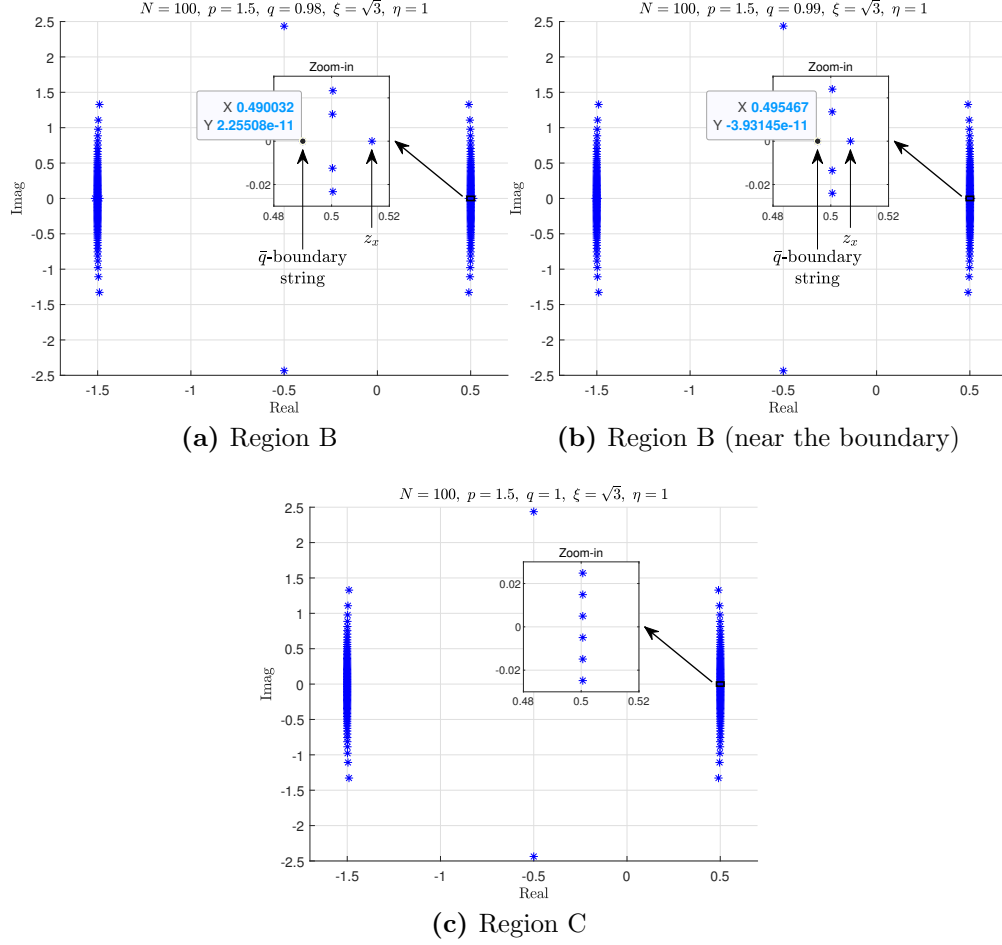 N = 100, p = 1.5, q = 0.98, ξ = √3, η = 1
2.5
2
1.5
1
0.5
0
-0.5
-1
-1.5
-2
-2.5
Imag
-1.5
-1
-0.5
0
0.5
Real
Zoom-in
X 0.490032
Y 2.25508e-11
0
-0.02
0.48
0.5
0.52
z_x
q̄-boundary
string
(a) Region B
N = 100, p = 1.5, q = 0.99, ξ = √3, η = 1
2.5
2
1.5
1
0.5
0
-0.5
-1
-1.5
-2
-2.5
Imag
-1.5
-1
-0.5
0
0.5
Real
Zoom-in
X 0.495467
Y -3.93145e-11
0
-0.02
0.48
0.5
0.52
z_x
q̄-boundary
string
(b) Region B (near the boundary)
N = 100, p = 1.5, q = 1, ξ = √3, η = 1
2.5
2
1.5
1
0.5
0
-0.5
-1
-1.5
-2
-2.5
Imag
-1.5
-1
-0.5
0
0.5
Real
Zoom-in
0.02
0
-0.02
0.48
0.5
0.52
(c) Region C